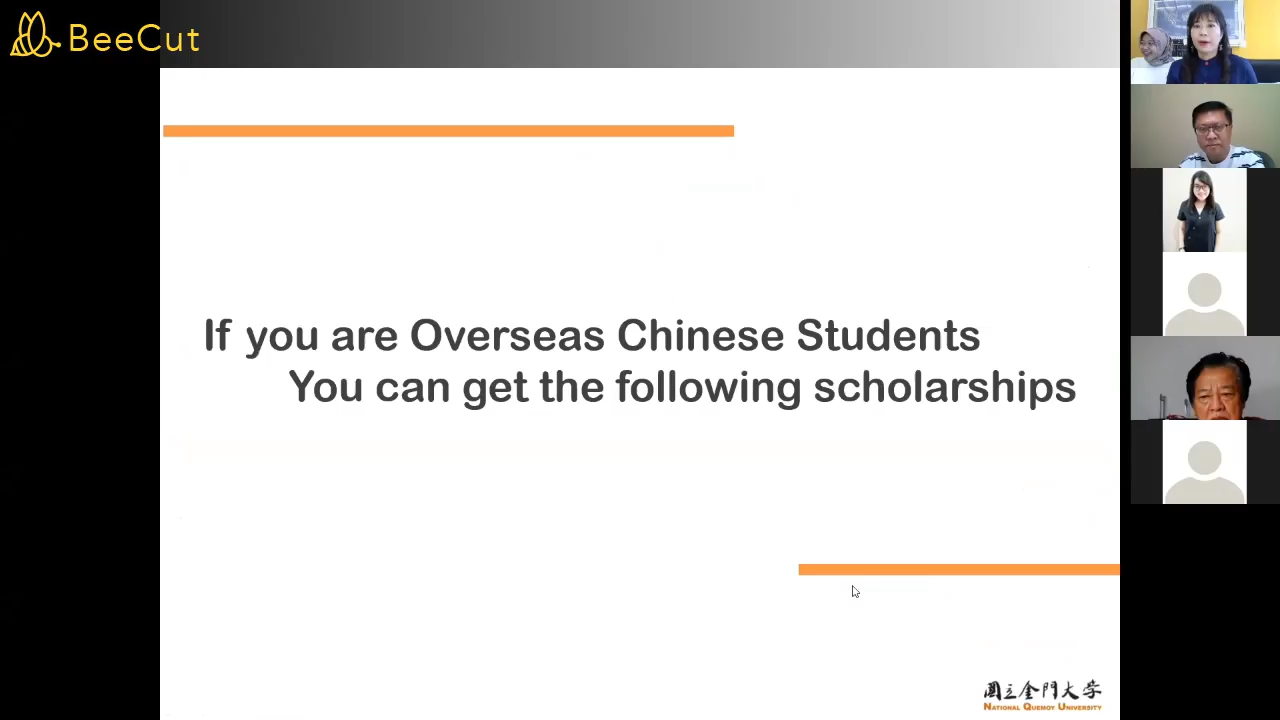 BeeCut
If you are Overseas Chinese Students
You can get the following scholarships
國立金門大學
NATIONAL QUEMOY UNIVERSITY